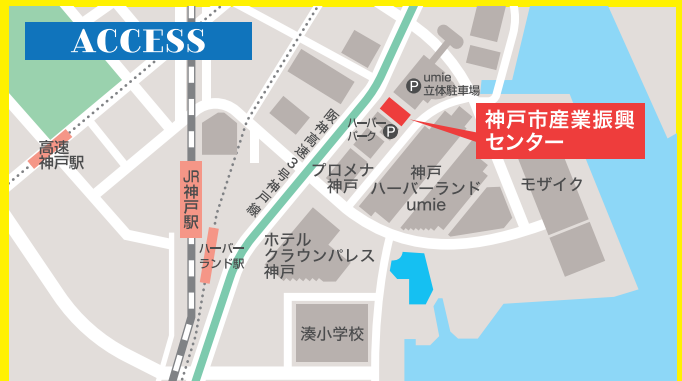 ACCESS
umie
立体駐車場
P
ハーバー
パーク
P
神戸市産業振興
センター
高速
神戸駅
阪神高速3号神戸線
プロメナ
神戸
神戸
ハーバーランド
umie
モザイク
JR神戸駅
ハーバー
ランド駅
ホテル
クラウンパレス
神戸
湊小学校